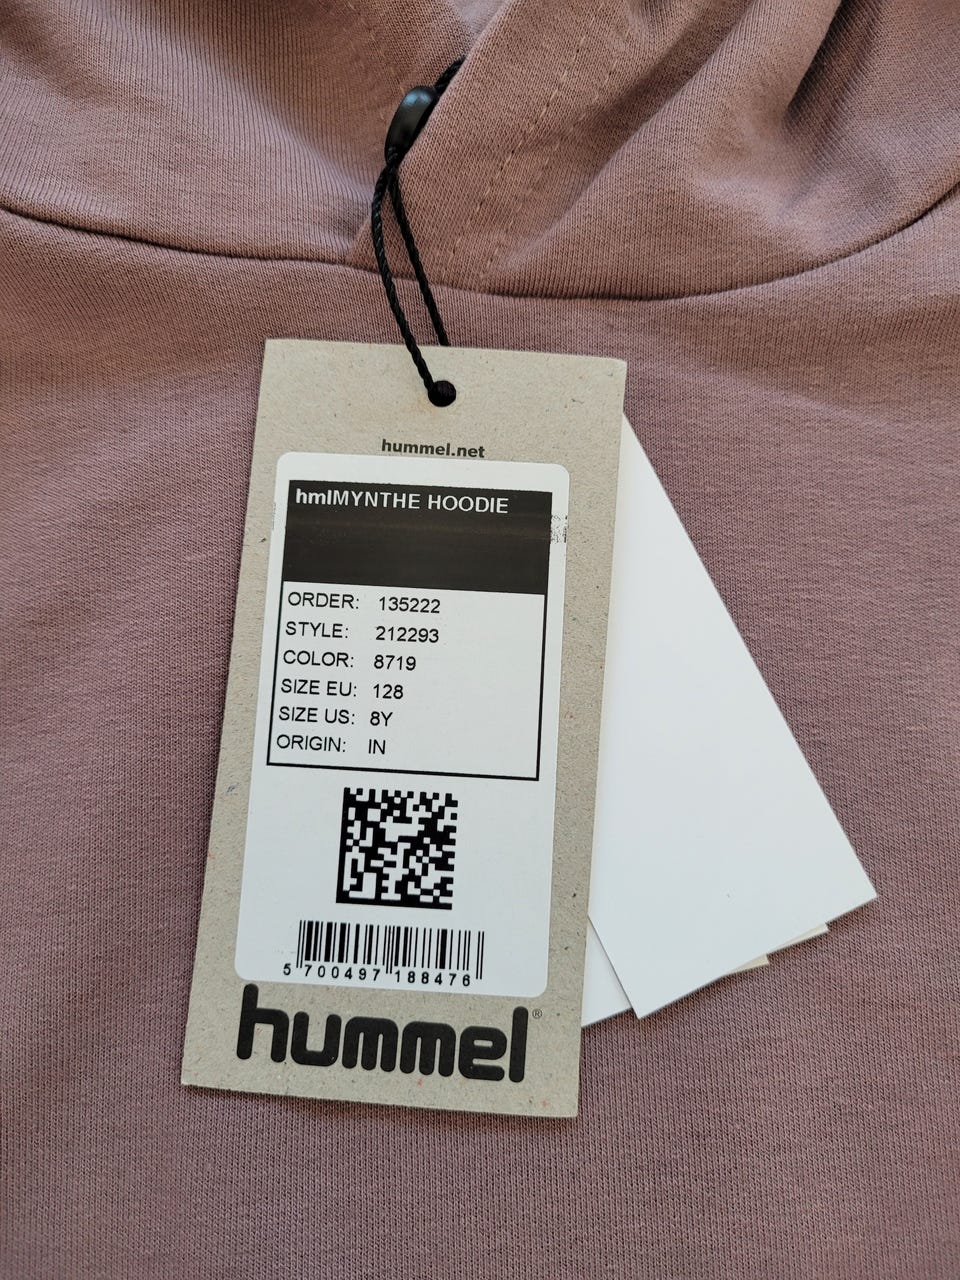 hummel.net
hmlMYNTHE HOODIE
ORDER: 135222
STYLE: 212293
COLOR: 8719
SIZE EU: 128
SIZE US: 8Y
ORIGIN: IN
5 700497 188476
hummel®